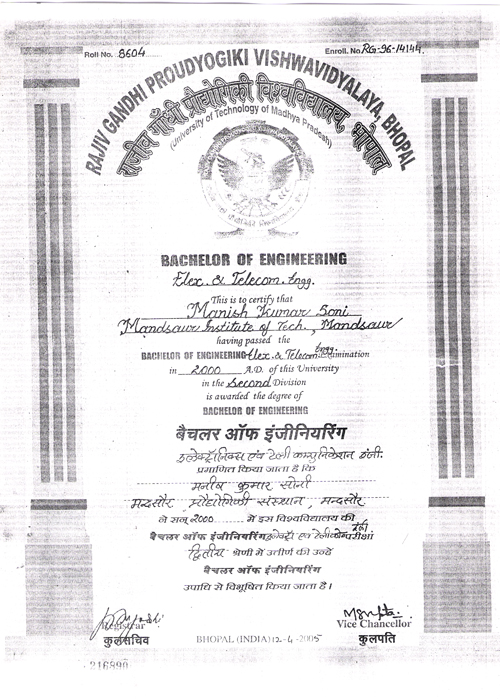 Roll No. 8604
Enroll. No. RG-96-14144.
RAJIV GANDHI PROUDYOGIKI VISHWAVIDYALAYA, BHOPAL
राजीव गाँधी प्रौद्योगिकी विश्वविद्यालय, भोपाल
(University of Technology of Madhya Pradesh)
BACHELOR OF ENGINEERING
Elex. & Telecom. Engg.
This is to certify that
Manish Kumar Soni
Mandsaur Institute of Tech., Mandsaur
having passed the
BACHELOR OF ENGINEERING Elex. & Telecom. Engg. Examination
in 2000 A.D. of this University
in the Second Division
is awarded the degree of
BACHELOR OF ENGINEERING
बैचलर ऑफ इंजीनियरिंग
इलेक्ट्रॉनिक्स एवं टेली कम्युनिकेशन इंजी.
प्रमाणित किया जाता है कि
मनीष कुमार सोनी
मन्दसौर प्रौद्योगिकी संस्थान, मन्दसौर
ने सन् 2000 में इस विश्वविद्यालय की
बैचलर ऑफ इंजीनियरिंग एवं परीक्षा
द्वितीय श्रेणी में उत्तीर्ण की उन्हें
बैचलर ऑफ इंजीनियरिंग
उपाधि से विभूषित किया जाता है।
Registrar
कुलसचिव
BHOPAL (INDIA) 12-4-2005
Vice Chancellor
कुलपति
216890